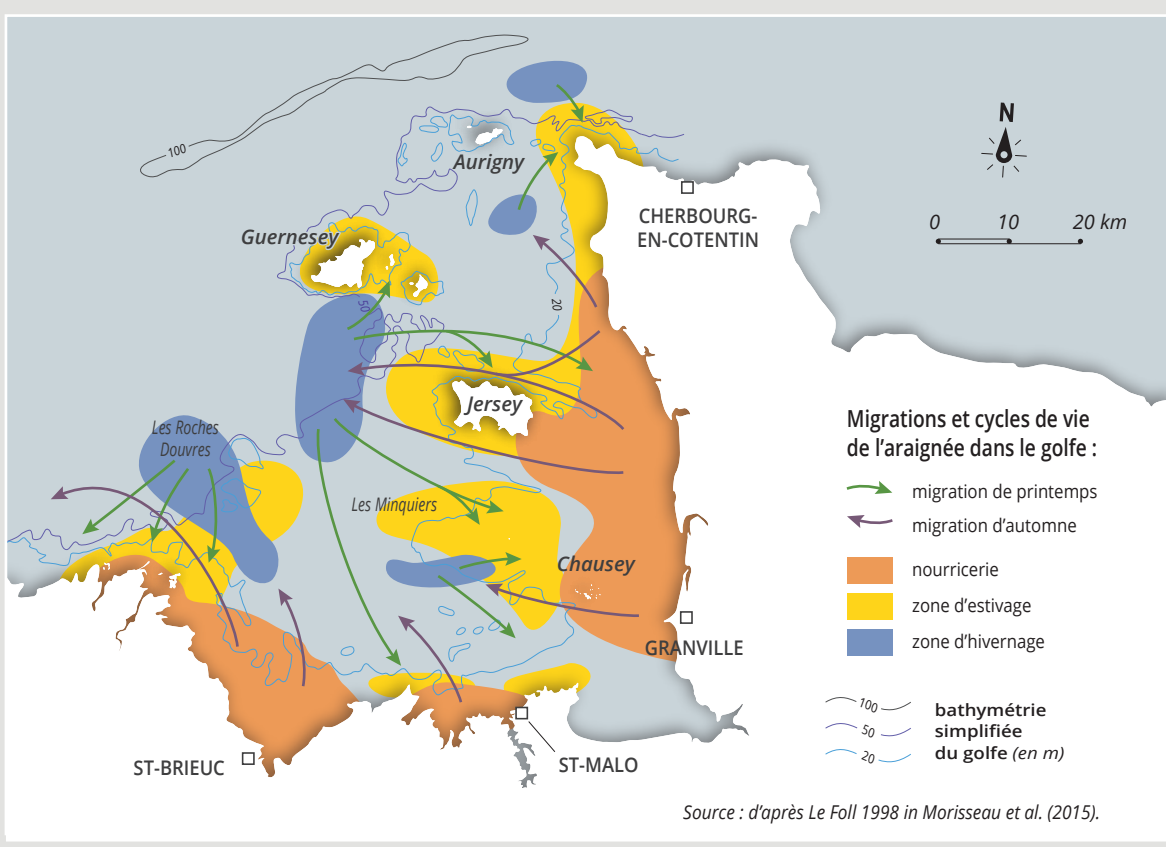 100
Aurigny
N
CHERBOURG-
EN-COTENTIN
0 10 20 km
Guernesey
50
20
Jersey
Les Roches
Douvres
Les Minquiers
Chausey
GRANVILLE
ST-BRIEUC
ST-MALO
Migrations et cycles de vie
de l'araignée dans le golfe :
migration de printemps
migration d'automne
nourricerie
zone d'estivage
zone d'hivernage
100
50
20
bathymétrie
simplifiée
du golfe (en m)
Source : d'après Le Foll 1998 in Morisseau et al. (2015).